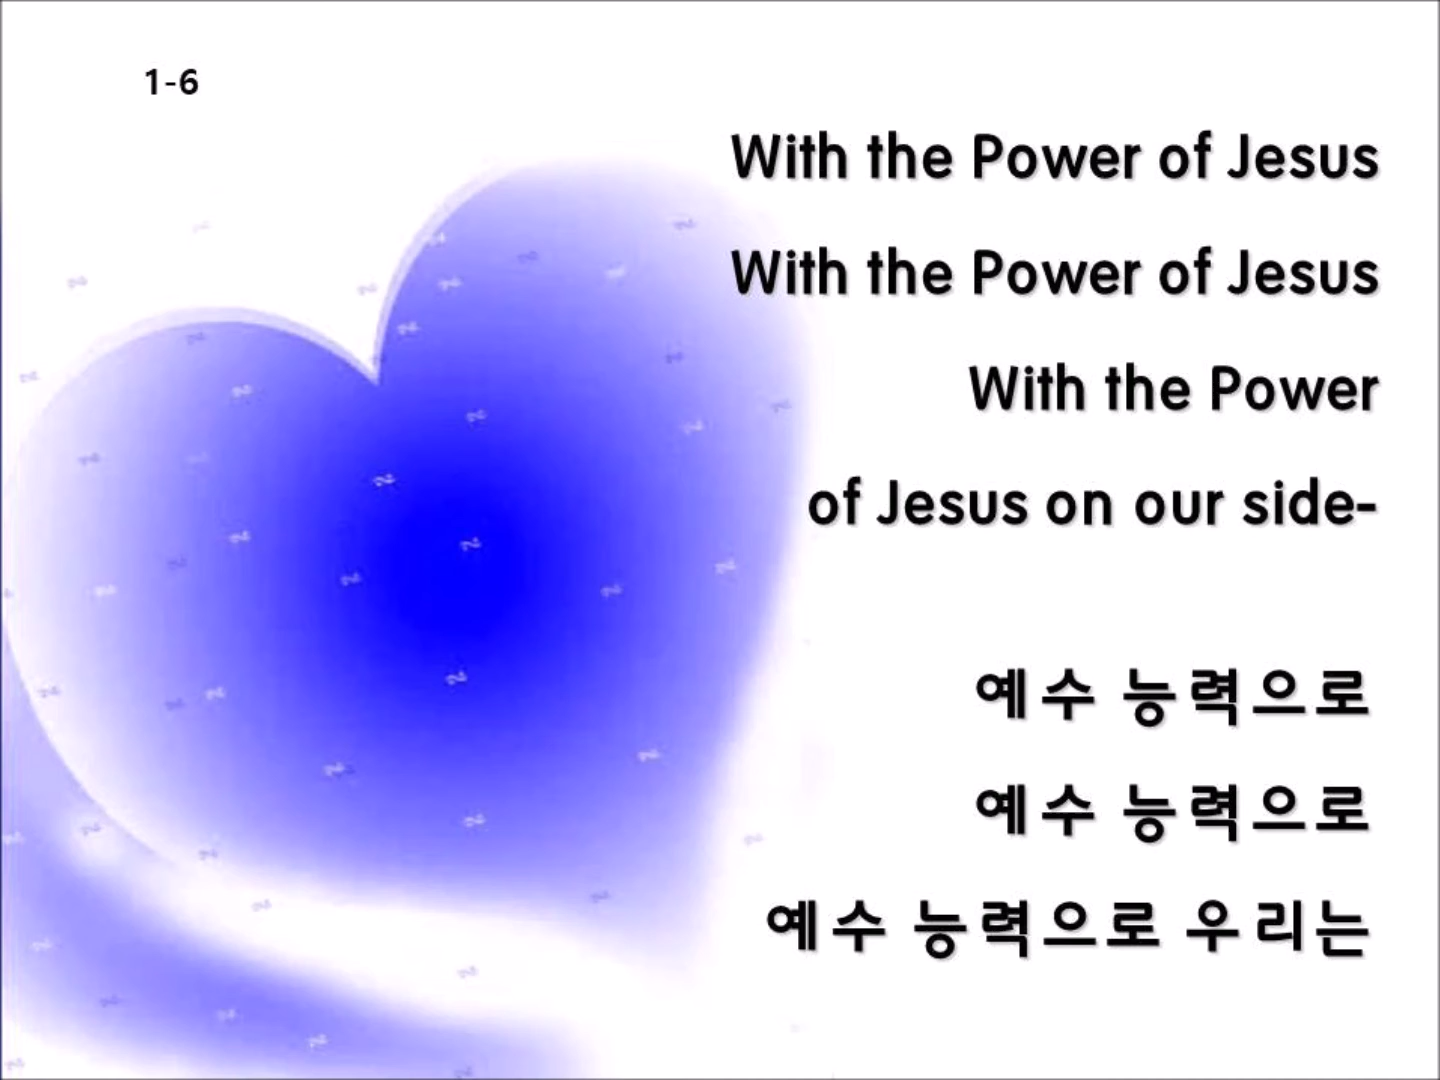 1-6
With the Power of Jesus
With the Power of Jesus
With the Power
of Jesus on our side-
예수 능력으로
예수 능력으로
예수 능력으로 우리는